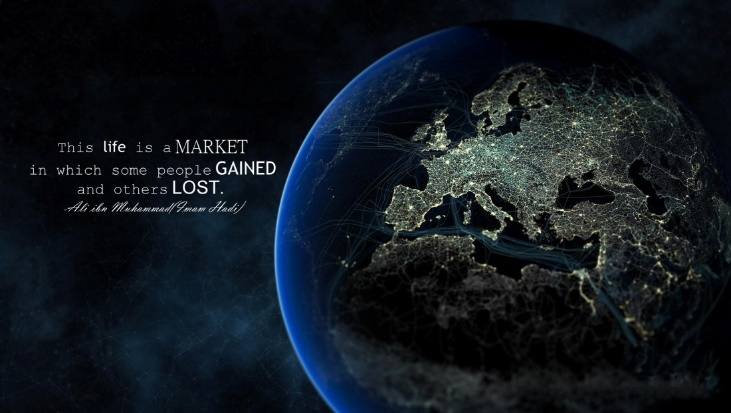 This life is a MARKET
in which some people GAINED
and others LOST.
-Ali ibn Muhammad(Imam Hadi)